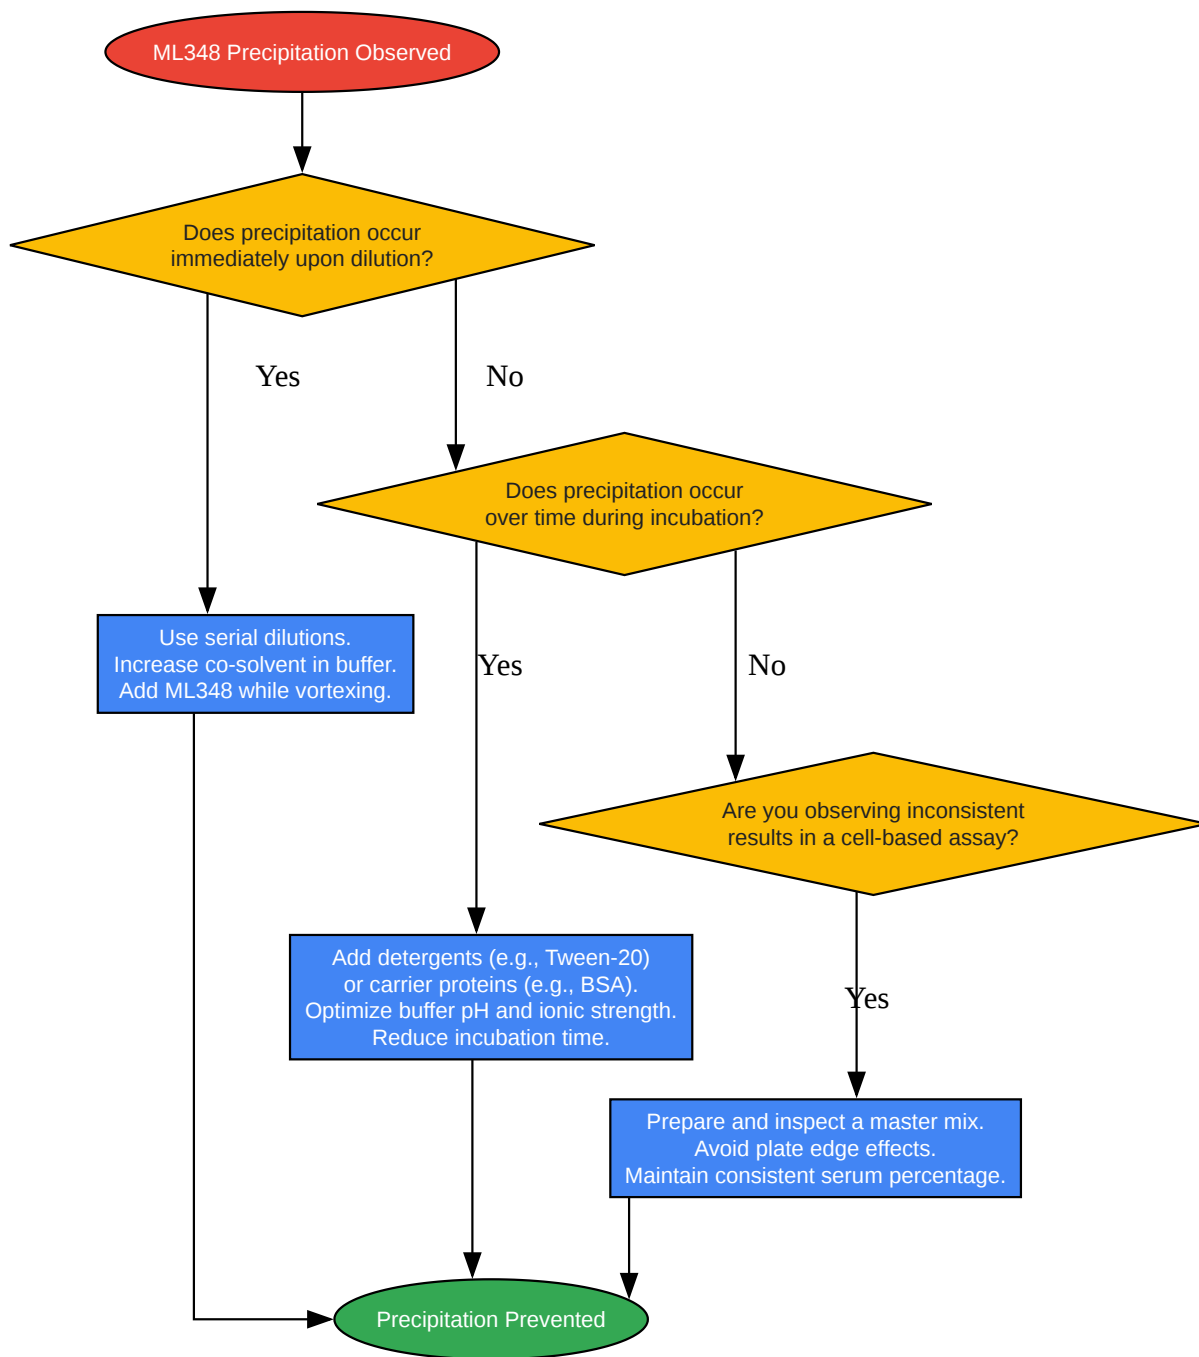 ML348 Precipitation Observed
Does precipitation occur
immediately upon dilution?
Yes
No
Does precipitation occur
over time during incubation?
Use serial dilutions.
Increase co-solvent in buffer.
Add ML348 while vortexing.
Yes
No
Are you observing inconsistent
results in a cell-based assay?
Add detergents (e.g., Tween-20)
or carrier proteins (e.g., BSA).
Optimize buffer pH and ionic strength.
Reduce incubation time.
Yes
Prepare and inspect a master mix.
Avoid plate edge effects.
Maintain consistent serum percentage.
Precipitation Prevented